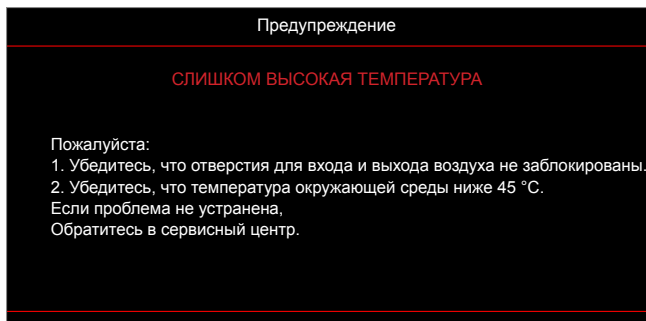 Предупреждение
СЛИШКОМ ВЫСОКАЯ ТЕМПЕРАТУРА
Пожалуйста:
1. Убедитесь, что отверстия для входа и выхода воздуха не заблокированы.
2. Убедитесь, что температура окружающей среды ниже 45 °C.
Если проблема не устранена,
Обратитесь в сервисный центр.